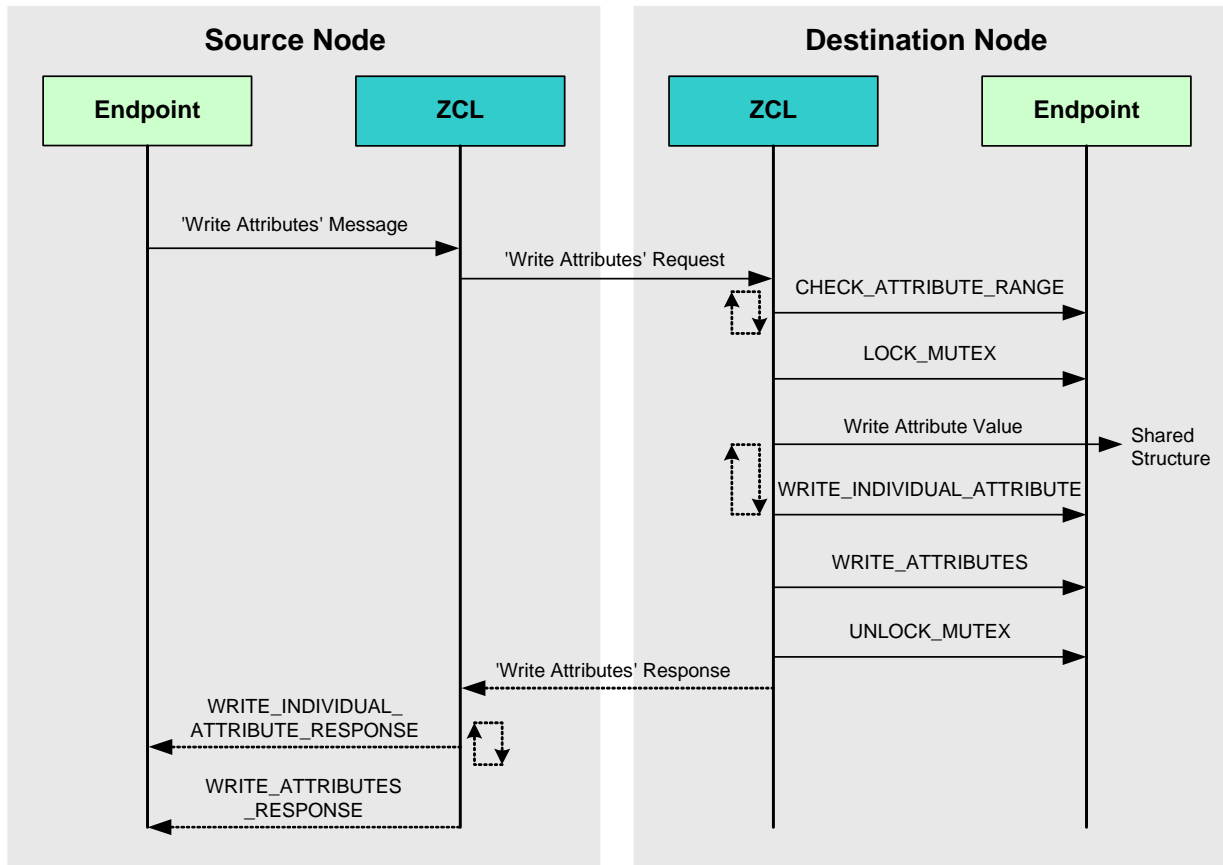 Source Node
Destination Node
Endpoint
ZCL
ZCL
Endpoint
'Write Attributes' Message
'Write Attributes' Request
CHECK_ATTRIBUTE_RANGE
LOCK_MUTEX
Write Attribute Value
Shared
Structure
WRITE_INDIVIDUAL_ATTRIBUTE
WRITE_ATTRIBUTES
UNLOCK_MUTEX
'Write Attributes' Response
WRITE_INDIVIDUAL_
ATTRIBUTE_RESPONSE
WRITE_ATTRIBUTES
_RESPONSE